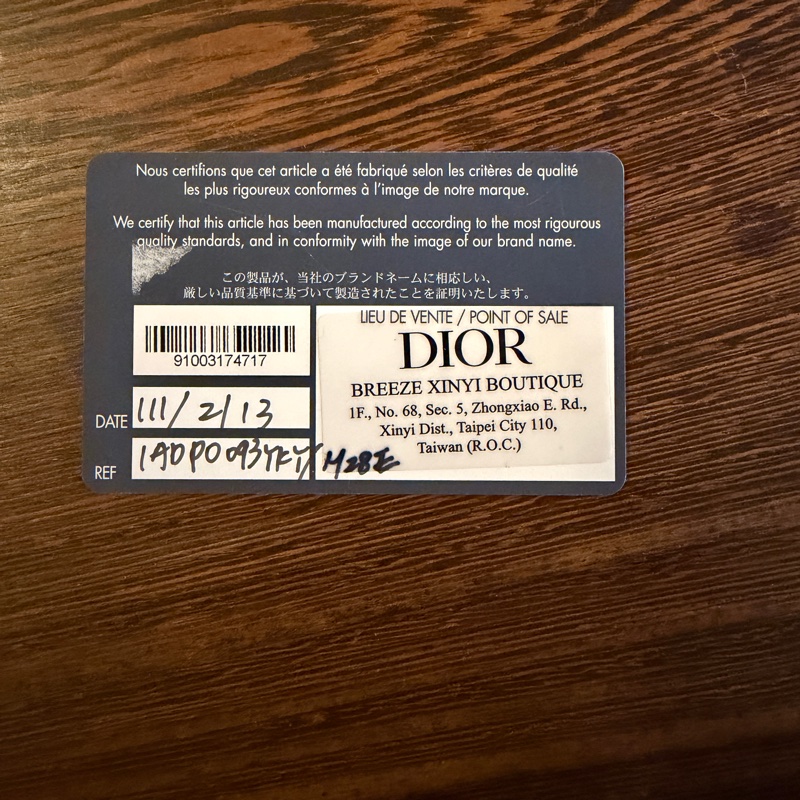 Nous certifions que cet article a été fabriqué selon les critères de qualité
les plus rigoureux conformes à l'image de notre marque.
We certify that this article has been manufactured according to the most rigourous
quality standards, and in conformity with the image of our brand name.
この製品が、当社のブランドネームに相応しい、
厳しい品質基準に基づいて製造されたことを証明いたします。
91003174717
DATE 111/2/13
REF
LIEU DE VENTE / POINT OF SALE
DIOR
BREEZE XINYI BOUTIQUE
1F., No. 68, Sec. 5, Zhongxiao E. Rd.,
Xinyi Dist., Taipei City 110,
Taiwan (R.O.C.)